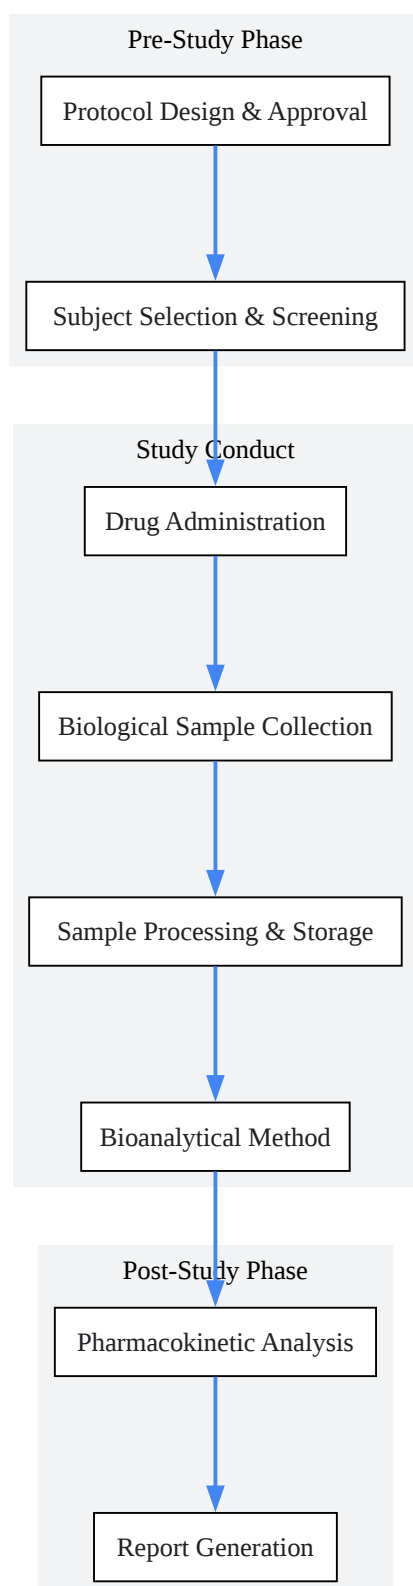 Pre-Study Phase
Protocol Design & Approval
Subject Selection & Screening
Study Conduct
Drug Administration
Biological Sample Collection
Sample Processing & Storage
Bioanalytical Method
Post-Study Phase
Pharmacokinetic Analysis
Report Generation